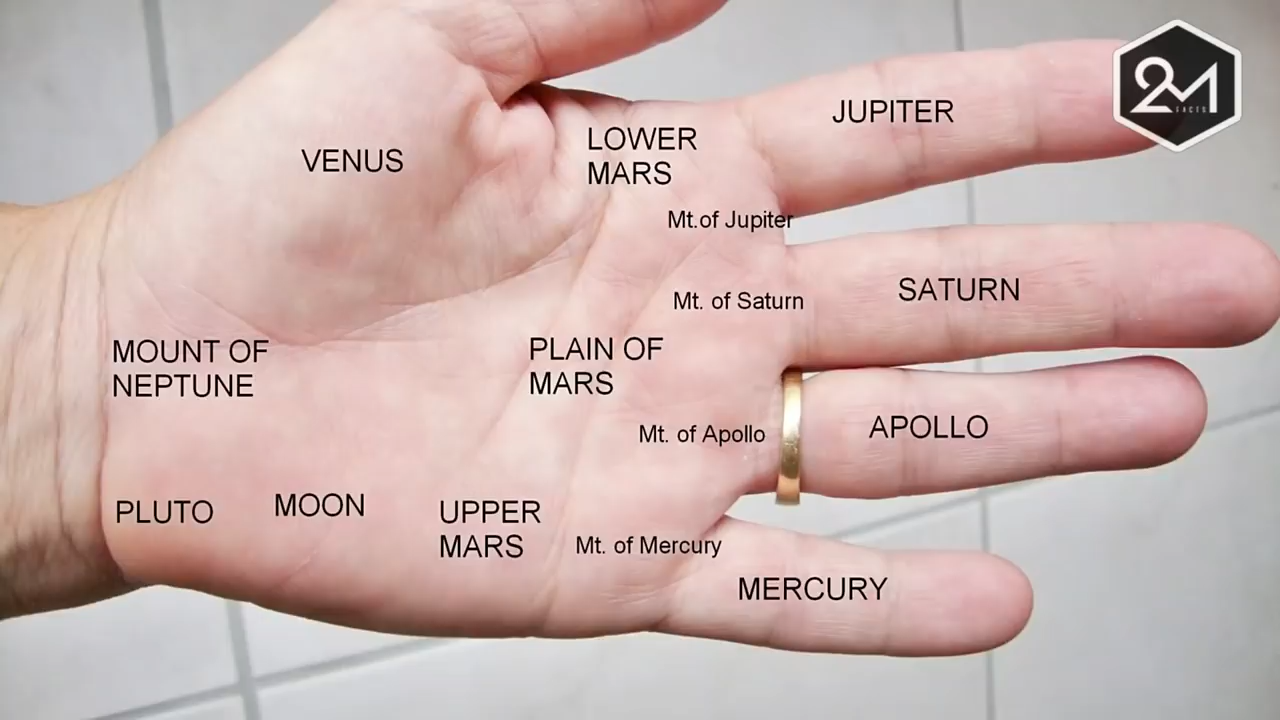 2M
FACTS
JUPITER
LOWER
MARS
VENUS
Mt.of Jupiter
SATURN
Mt. of Saturn
MOUNT OF
NEPTUNE
PLAIN OF
MARS
APOLLO
Mt. of Apollo
PLUTO
MOON
UPPER
MARS
Mt. of Mercury
MERCURY